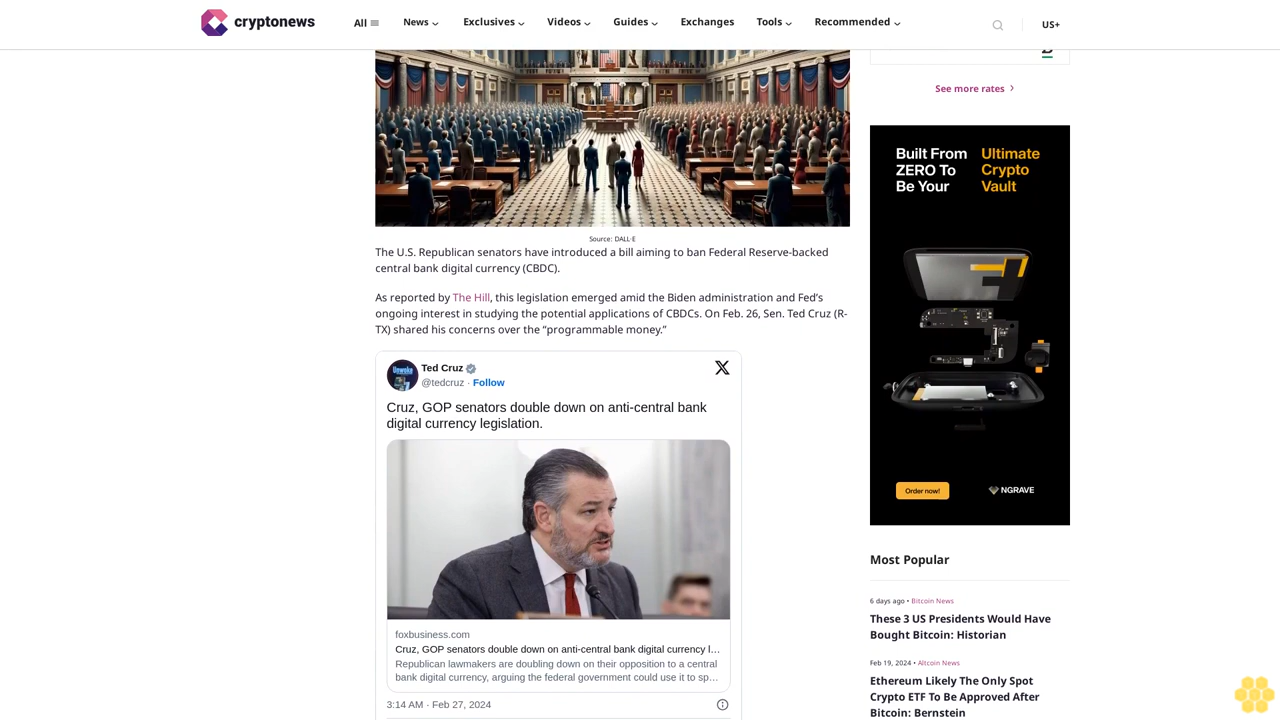 cryptonews
All
News
Exclusives
Videos
Guides
Exchanges
Tools
Recommended
US+
See more rates
Source: DALL·E
The U.S. Republican senators have introduced a bill aiming to ban Federal Reserve-backed
central bank digital currency (CBDC).
As reported by The Hill, this legislation emerged amid the Biden administration and Fed’s
ongoing interest in studying the potential applications of CBDCs. On Feb. 26, Sen. Ted Cruz (R-
TX) shared his concerns over the “programmable money.”
Ted Cruz
@tedcruz · Follow
Cruz, GOP senators double down on anti-central bank
digital currency legislation.
foxbusiness.com
Cruz, GOP senators double down on anti-central bank digital currency l…
Republican lawmakers are doubling down on their opposition to a central
bank digital currency, arguing the federal government could use it to sp…
3:14 AM · Feb 27, 2024
Built From
ZERO To
Be Your
Ultimate
Crypto
Vault
Order now!
NGRAVE
Most Popular
6 days ago • Bitcoin News
These 3 US Presidents Would Have
Bought Bitcoin: Historian
Feb 19, 2024 • Altcoin News
Ethereum Likely The Only Spot
Crypto ETF To Be Approved After
Bitcoin: Bernstein